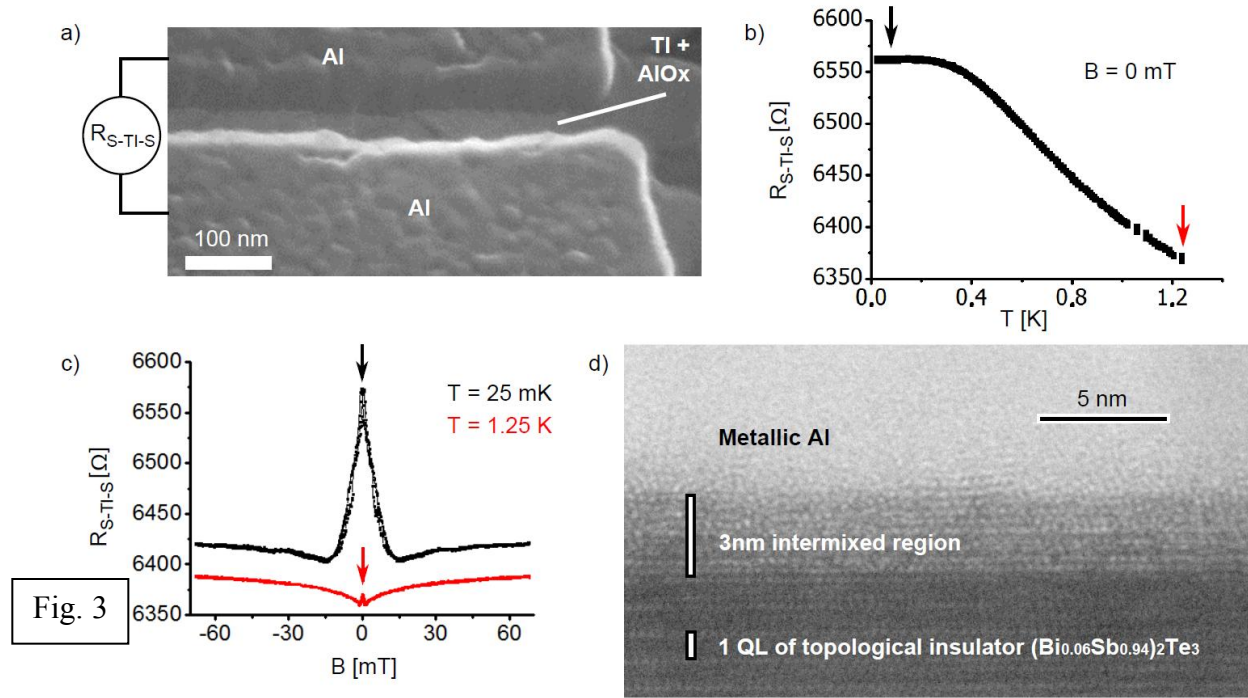 a)
Al
TI +
AlOx
R_S-TI-S
Al
100 nm
b)
6600
6550
6500
6450
6400
6350
R_S-TI-S [Ω]
B = 0 mT
0.0
0.4
0.8
1.2
T [K]
c)
6600
6550
6500
6450
6400
6350
R_S-TI-S [Ω]
T = 25 mK
T = 1.25 K
-60
-30
0
30
60
B [mT]
Fig. 3
d)
5 nm
Metallic Al
3nm intermixed region
1 QL of topological insulator (Bi0.06Sb0.94)2Te3